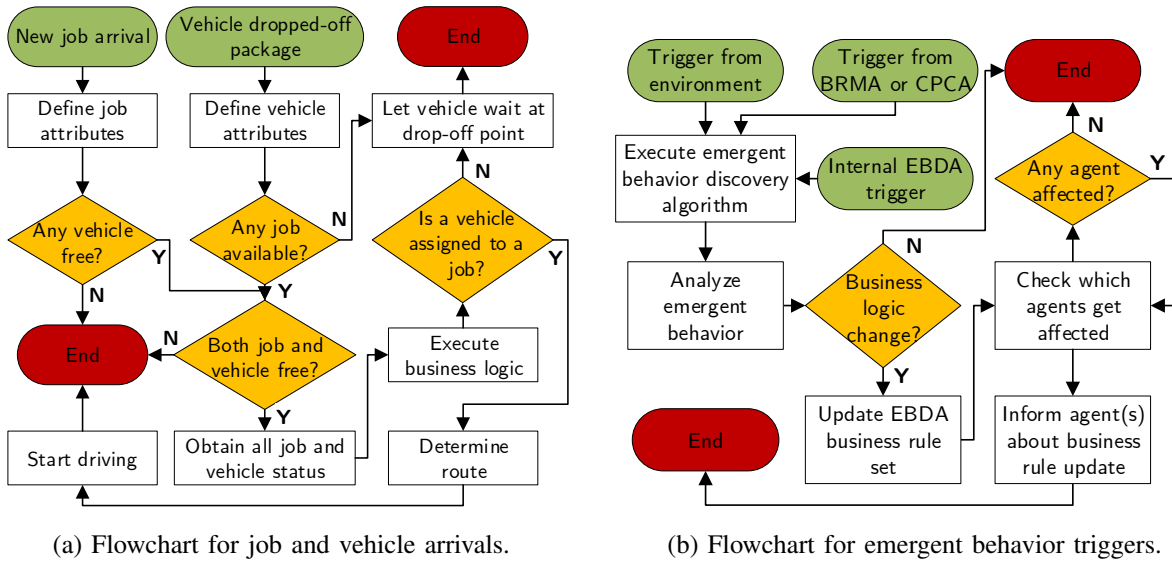 New job arrival
Vehicle dropped-off
package
End
Define job
attributes
Define vehicle
attributes
Let vehicle wait at
drop-off point
N
N
Any vehicle
free?
Y
Any job
available?
Is a vehicle
assigned to a
job?
Y
N
Y
End
N
Both job and
vehicle free?
Execute
business logic
Y
Start driving
Obtain all job and
vehicle status
Determine
route
(a) Flowchart for job and vehicle arrivals.
Trigger from
environment
Trigger from
BRMA or CPCA
End
N
Execute emergent
behavior discovery
algorithm
Internal EBDA
trigger
Any agent
affected?
Y
N
Analyze
emergent
behavior
Business
logic
change?
Check which
agents get
affected
Y
End
Update EBDA
business rule
set
Inform agent(s)
about business
rule update
(b) Flowchart for emergent behavior triggers.